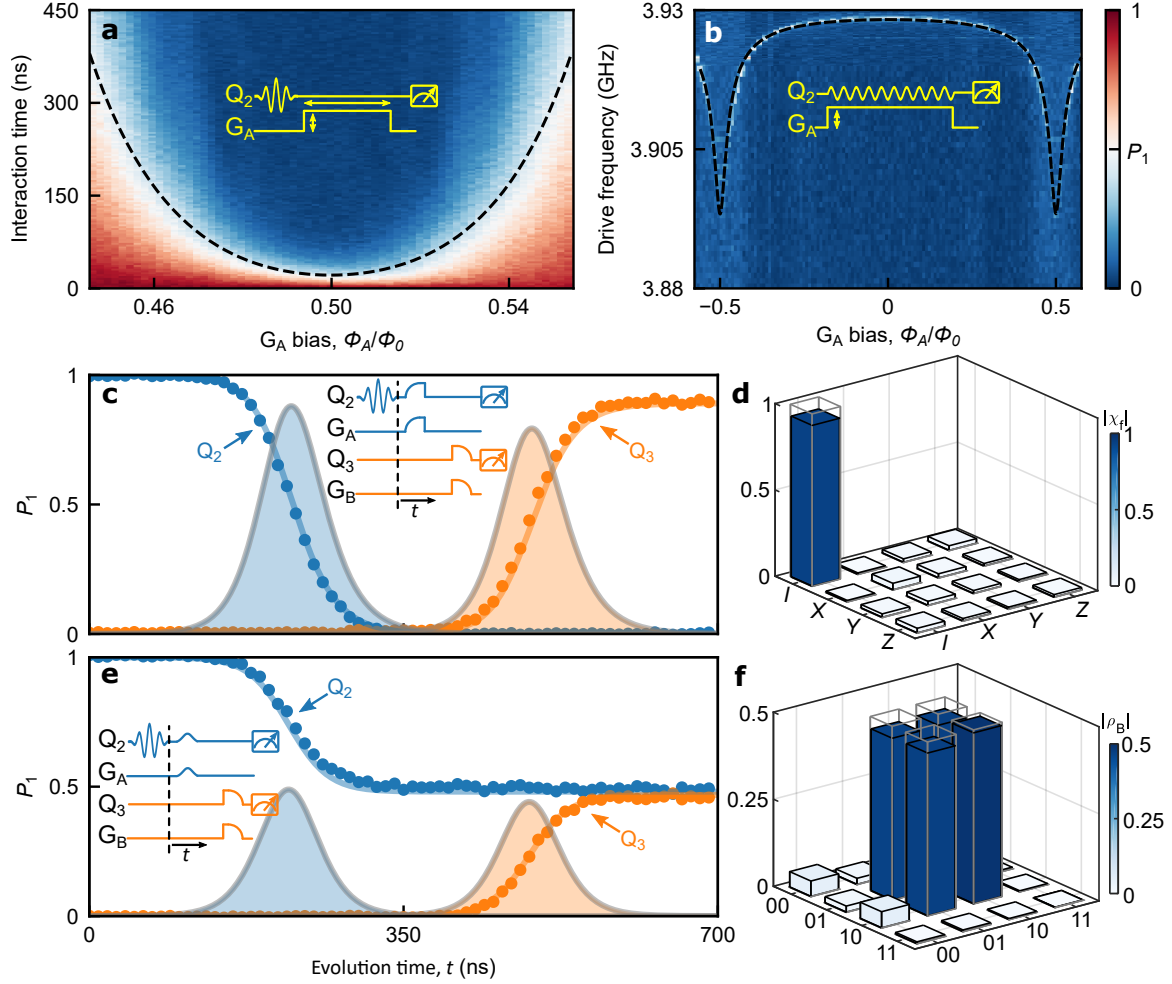 a
Interaction time (ns)
450
300
150
0
Q2
GA
0.46
0.50
0.54
GA bias, ΦA/Φ0
b
Drive frequency (GHz)
3.93
3.905
3.88
Q2
GA
−0.5
0
0.5
GA bias, ΦA/Φ0
1
P1
0
c
P1
1
0.5
0
Q2
Q2
GA
Q3
GB
t
Q3
d
1
0.5
0
I
X
Y
Z
I
X
Y
Z
|χf|
1
0.5
0
e
P1
1
0.5
0
Q2
Q2
GA
Q3
GB
t
Q3
0
350
700
Evolution time, t (ns)
f
0.5
0.25
0
00
01
10
11
00
01
10
11
|ρB|
0.5
0.25
0